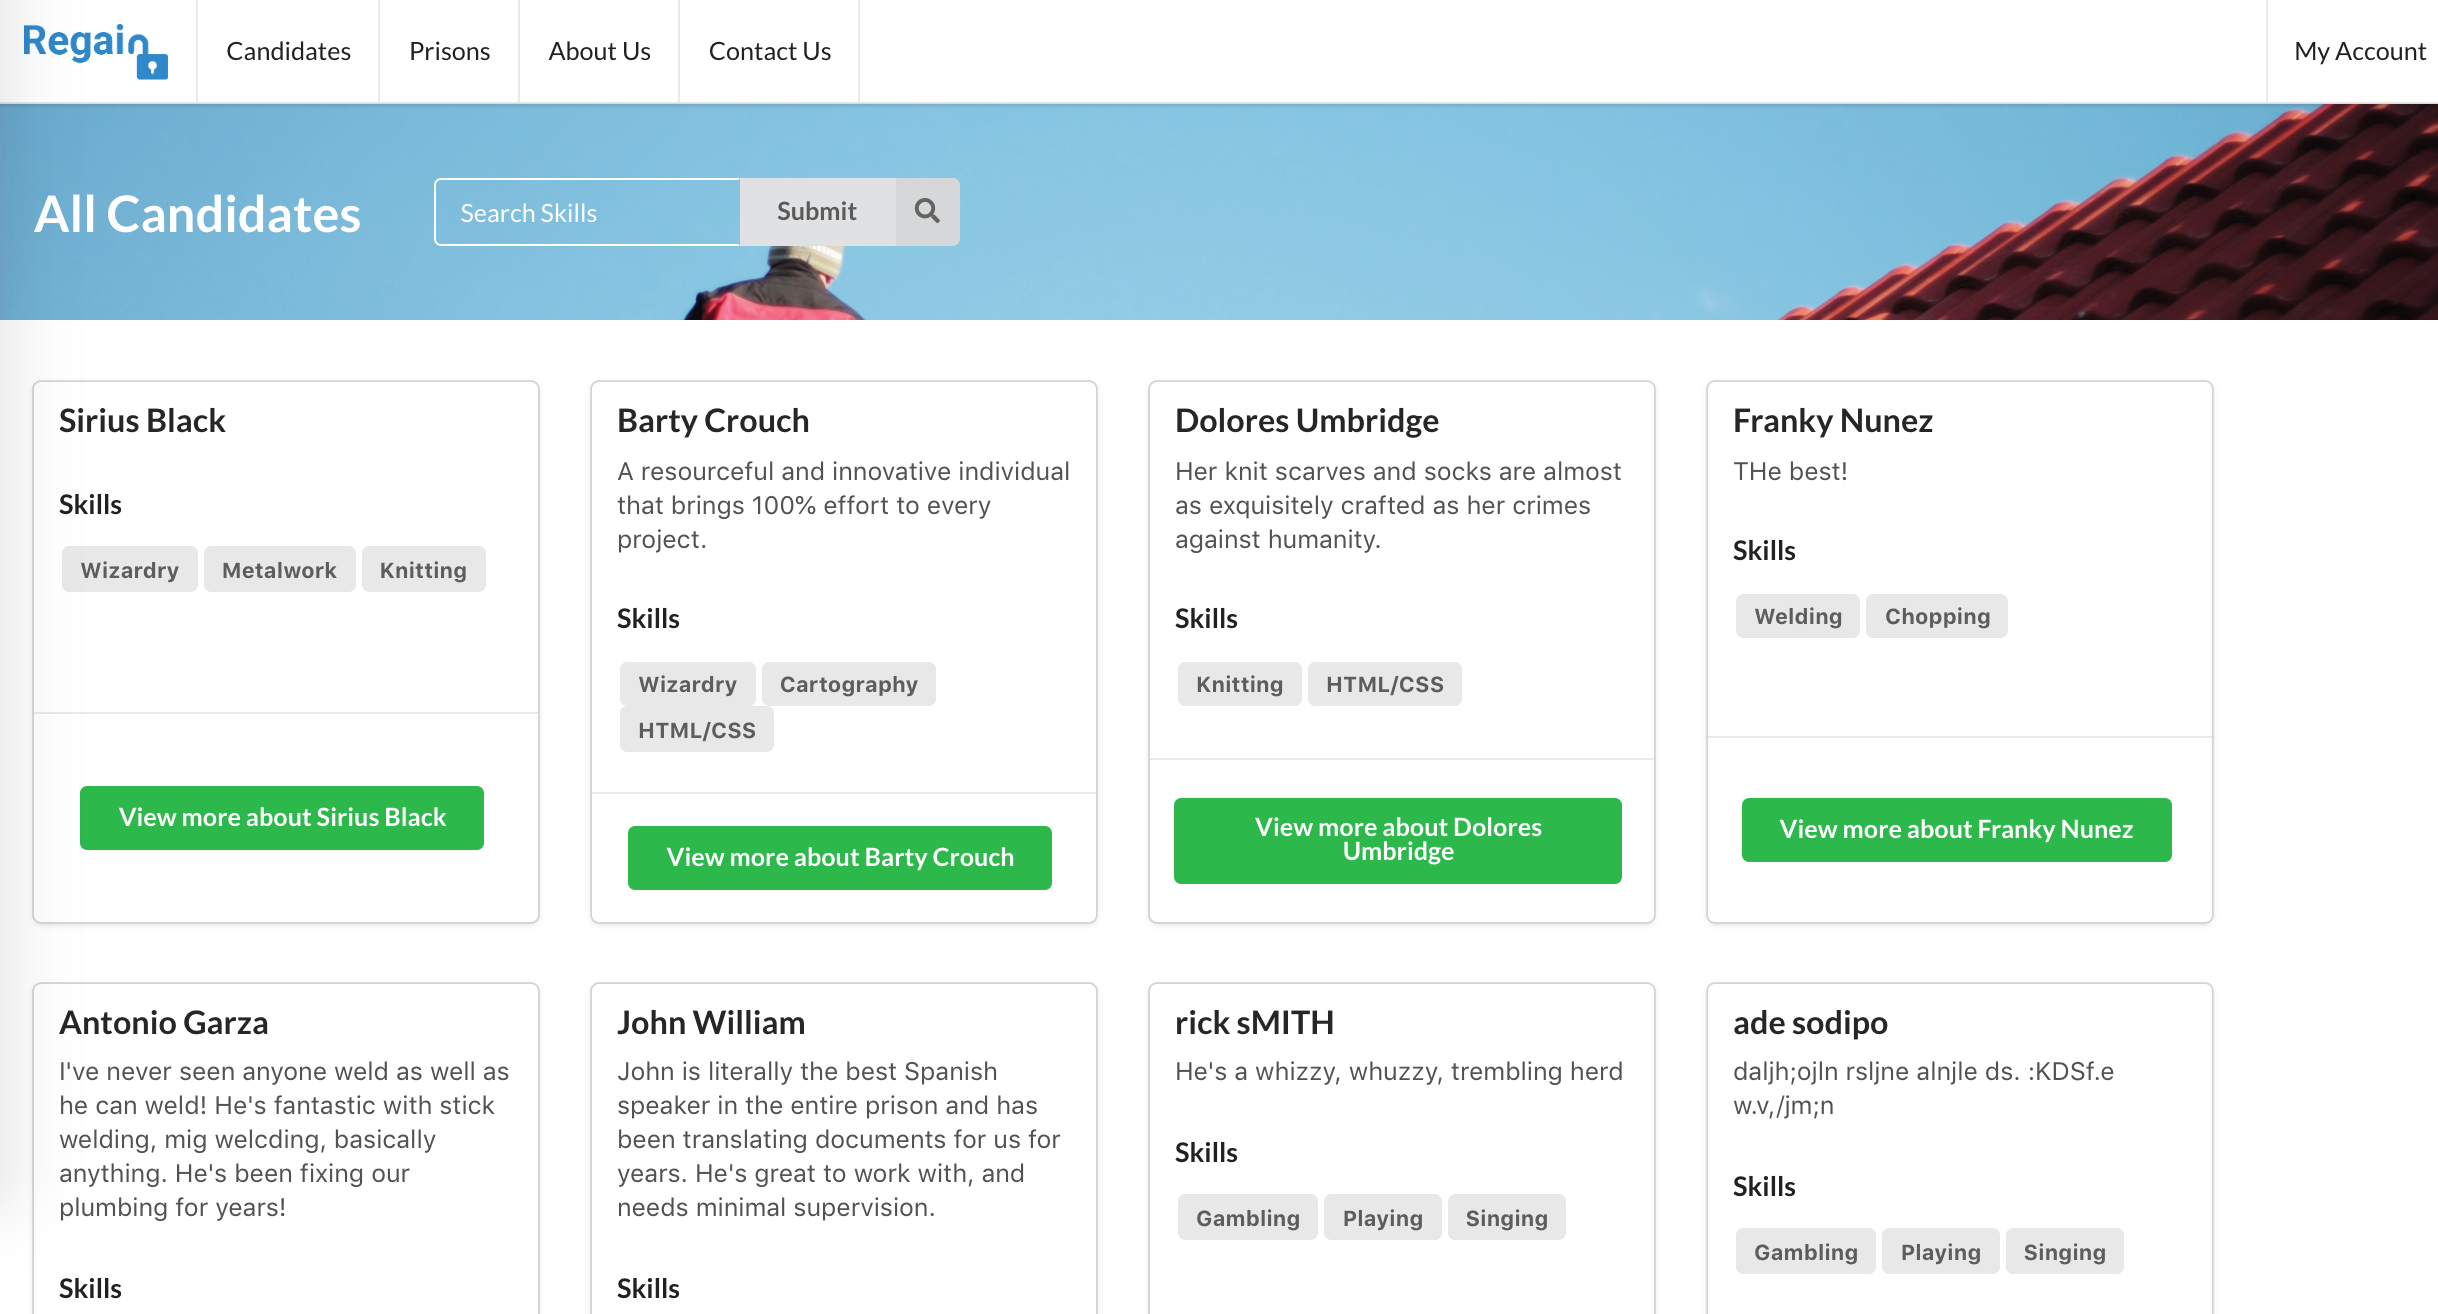 Regain
Candidates
Prisons
About Us
Contact Us
My Account
All Candidates
Search Skills
Submit
Sirius Black
Skills
Wizardry Metalwork Knitting
View more about Sirius Black
Barty Crouch
A resourceful and innovative individual
that brings 100% effort to every
project.
Skills
Wizardry Cartography
HTML/CSS
View more about Barty Crouch
Dolores Umbridge
Her knit scarves and socks are almost
as exquisitely crafted as her crimes
against humanity.
Skills
Knitting HTML/CSS
View more about Dolores
Umbridge
Franky Nunez
THe best!
Skills
Welding Chopping
View more about Franky Nunez
Antonio Garza
I've never seen anyone weld as well as
he can weld! He's fantastic with stick
welding, mig welcding, basically
anything. He's been fixing our
plumbing for years!
Skills
John William
John is literally the best Spanish
speaker in the entire prison and has
been translating documents for us for
years. He's great to work with, and
needs minimal supervision.
Skills
rick sMITH
He's a whizzy, whuzzy, trembling herd
Skills
Gambling Playing Singing
ade sodipo
daljh;ojln rsljne alnjle ds. :KDSf.e
w.v,/jm;n
Skills
Gambling Playing Singing